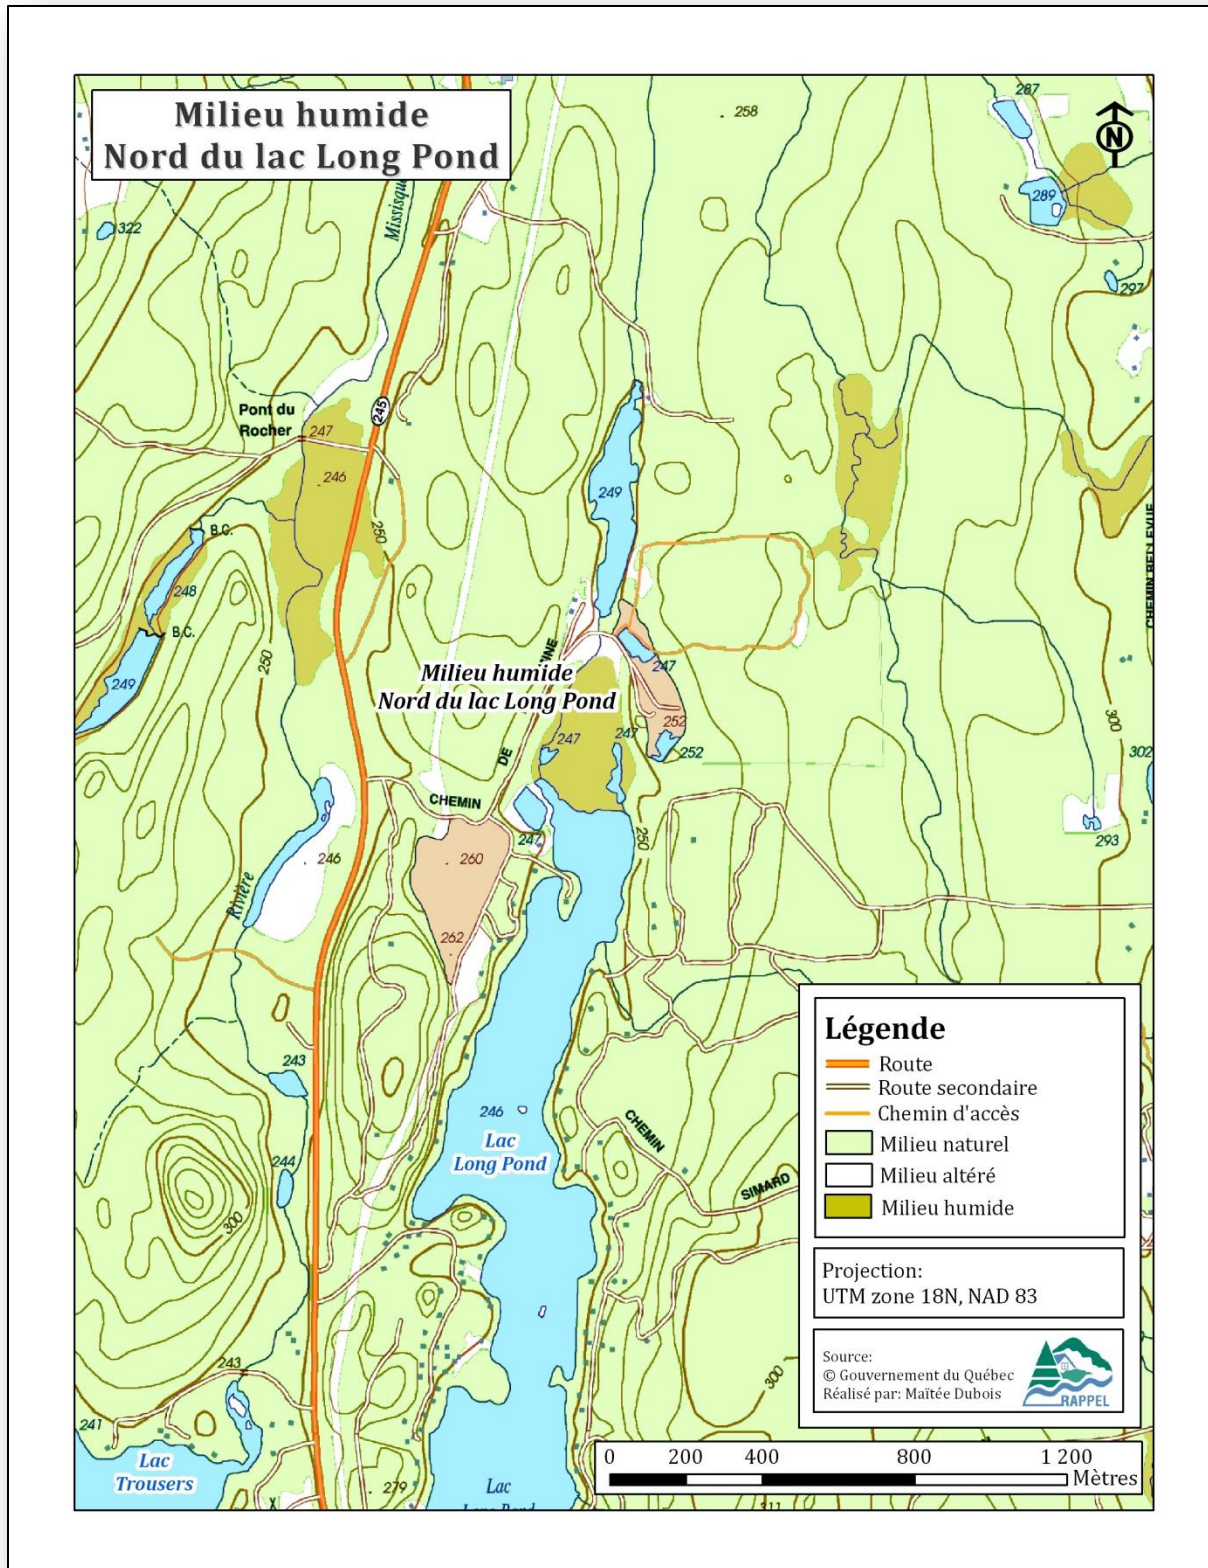 Milieu humide
Nord du lac Long Pond
258
287
N
289
297
322
Missisqu
245
Pont du
Rocher
247
246
250
249
B.C.
248
B.C.
249
250
CHEMIN BELLEVUE
DE
INE
Milieu humide
Nord du lac Long Pond
247
252
252
247
247
300
302
CHEMIN
247
250
293
246
260
Rivière
262
243
246
Lac
Long Pond
CHEMIN
SIMARD
244
300
243
241
Lac
Trousers
279
Lac
Long Pond
300
311
Légende
Route
Route secondaire
Chemin d'accès
Milieu naturel
Milieu altéré
Milieu humide
Projection:
UTM zone 18N, NAD 83
Source:
© Gouvernement du Québec
Réalisé par: Maïtée Dubois
RAPPEL
0 200 400 800 1 200
Mètres